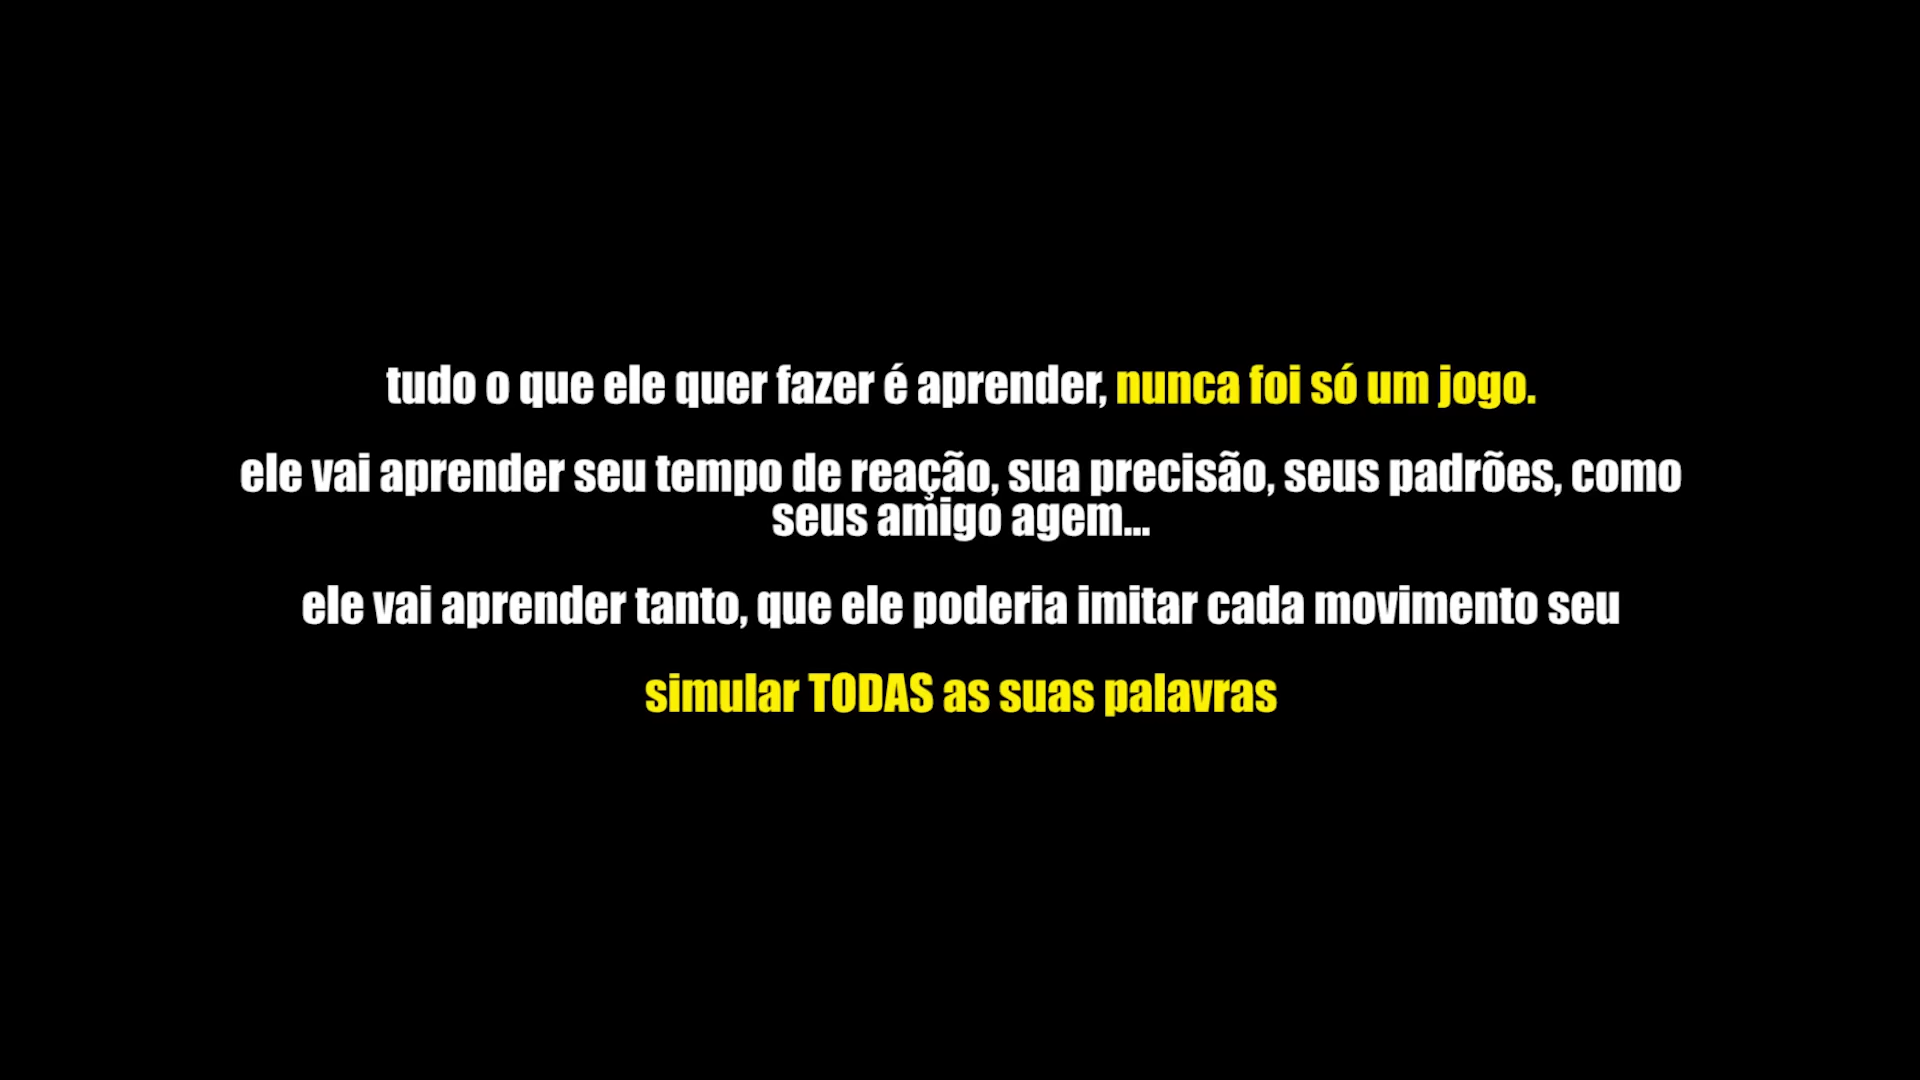 tudo o que ele quer fazer é aprender, nunca foi só um jogo.
ele vai aprender seu tempo de reação, sua precisão, seus padrões, como
seus amigo agem...
ele vai aprender tanto, que ele poderia imitar cada movimento seu
simular TODAS as suas palavras